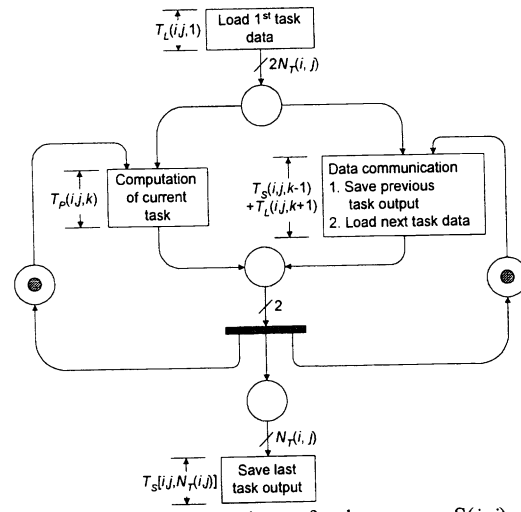 Load 1st task
data
T_L(i,j,1)
2N_T(i, j)
Computation
of current
task
T_P(i,j,k)
Data communication
1. Save previous
task output
2. Load next task data
T_S(i,j,k-1)
+T_L(i,j,k+1)
2
N_T(i, j)
T_S[i,j,N_T(i,j)]
Save last
task output
S(i,j)